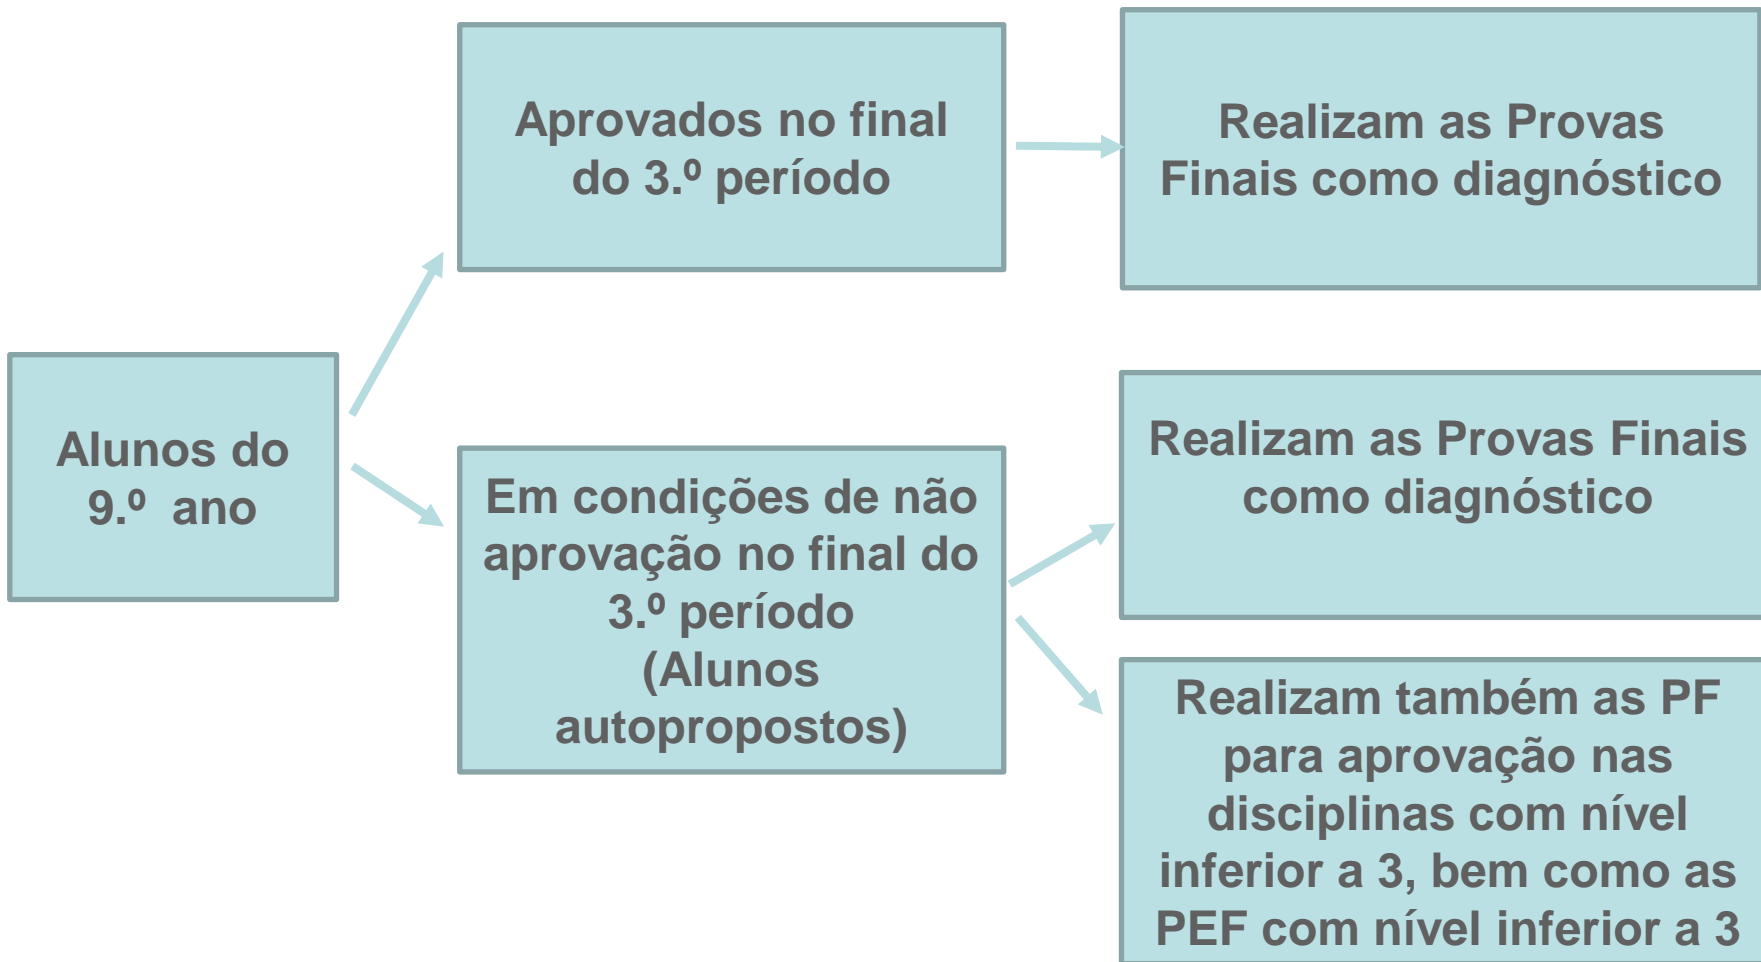 Aprovados no final
do 3.º período
Realizam as Provas
Finais como diagnóstico
Alunos do
9.º ano
Em condições de não
aprovação no final do
3.º período
(Alunos
autopropostos)
Realizam as Provas Finais
como diagnóstico
Realizam também as PF
para aprovação nas
disciplinas com nível
inferior a 3, bem como as
PEF com nível inferior a 3